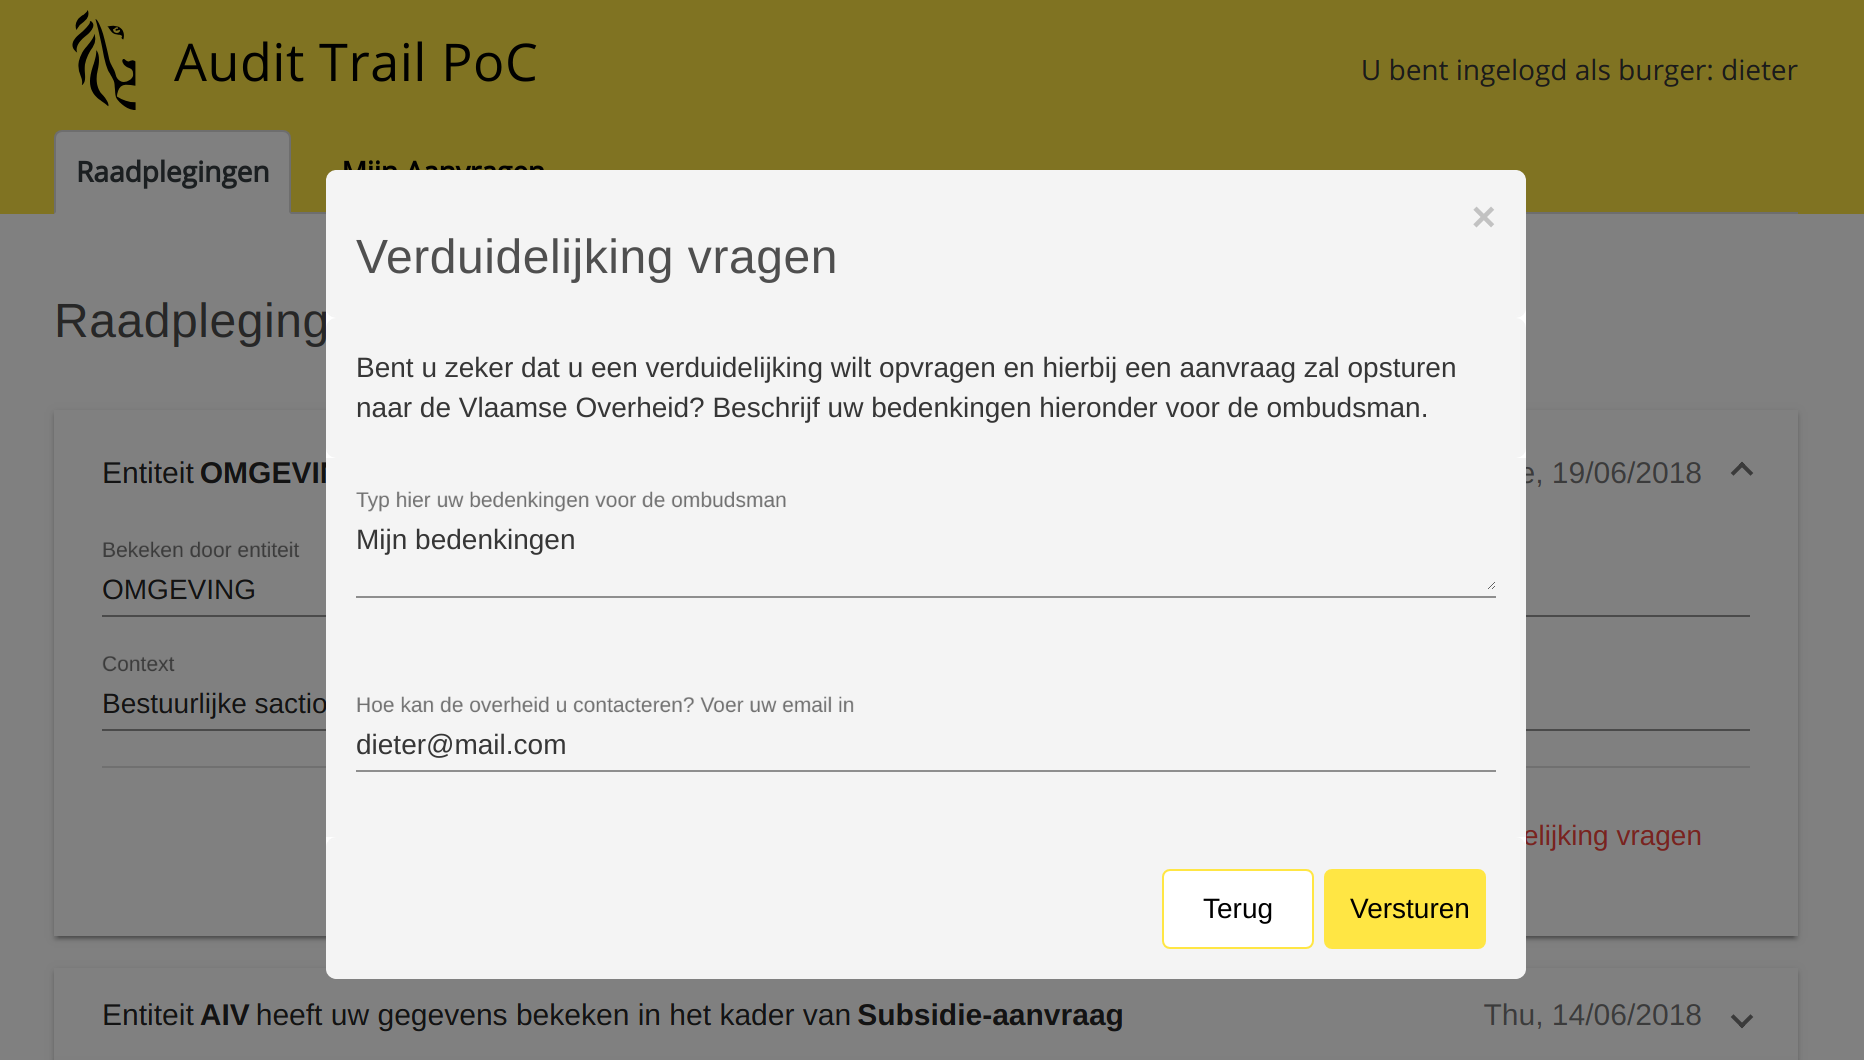 Audit Trail PoC
U bent ingelogd als burger: dieter
Raadplegingen
Mijn Aanvragen
Verduidelijking vragen
Raadpleging
Bent u zeker dat u een verduidelijking wilt opvragen en hierbij een aanvraag zal opsturen
naar de Vlaamse Overheid? Beschrijf uw bedenkingen hieronder voor de ombudsman.
Entiteit OMGEVIN
e, 19/06/2018
Typ hier uw bedenkingen voor de ombudsman
Mijn bedenkingen
Bekeken door entiteit
OMGEVING
Context
Bestuurlijke sactio
Hoe kan de overheid u contacteren? Voer uw email in
dieter@mail.com
elijking vragen
Terug
Versturen
Entiteit AIV heeft uw gegevens bekeken in het kader van Subsidie-aanvraag
Thu, 14/06/2018